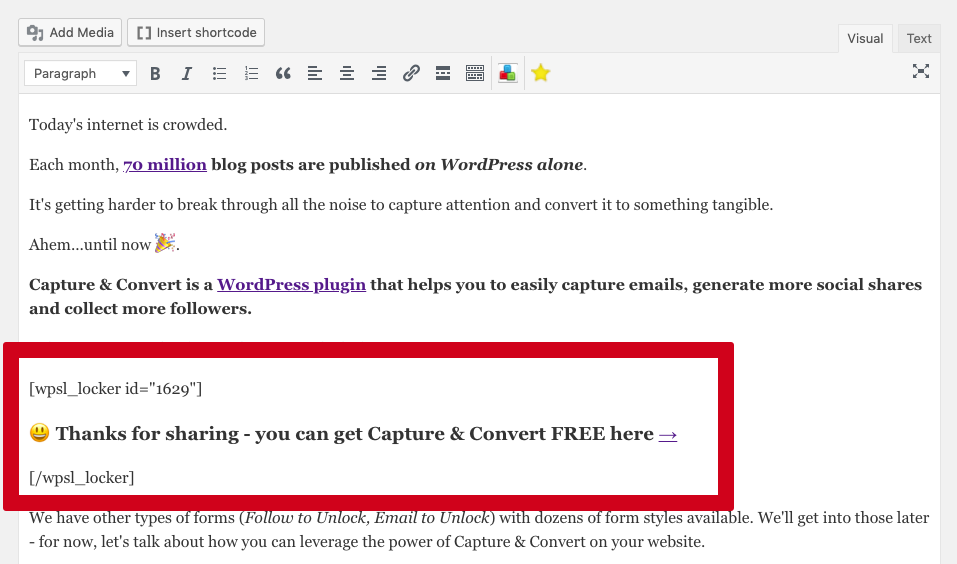 Add Media
Insert shortcode
Visual
Text
Paragraph
B
I
Today's internet is crowded.
Each month, 70 million blog posts are published on WordPress alone.
It's getting harder to break through all the noise to capture attention and convert it to something tangible.
Ahem...until now 🎉.
Capture & Convert is a WordPress plugin that helps you to easily capture emails, generate more social shares
and collect more followers.
[wpsl_locker id="1629"]
😃 Thanks for sharing - you can get Capture & Convert FREE here →
[/wpsl_locker]
We have other types of forms (Follow to Unlock, Email to Unlock) with dozens of form styles available. We'll get into those later
- for now, let's talk about how you can leverage the power of Capture & Convert on your website.